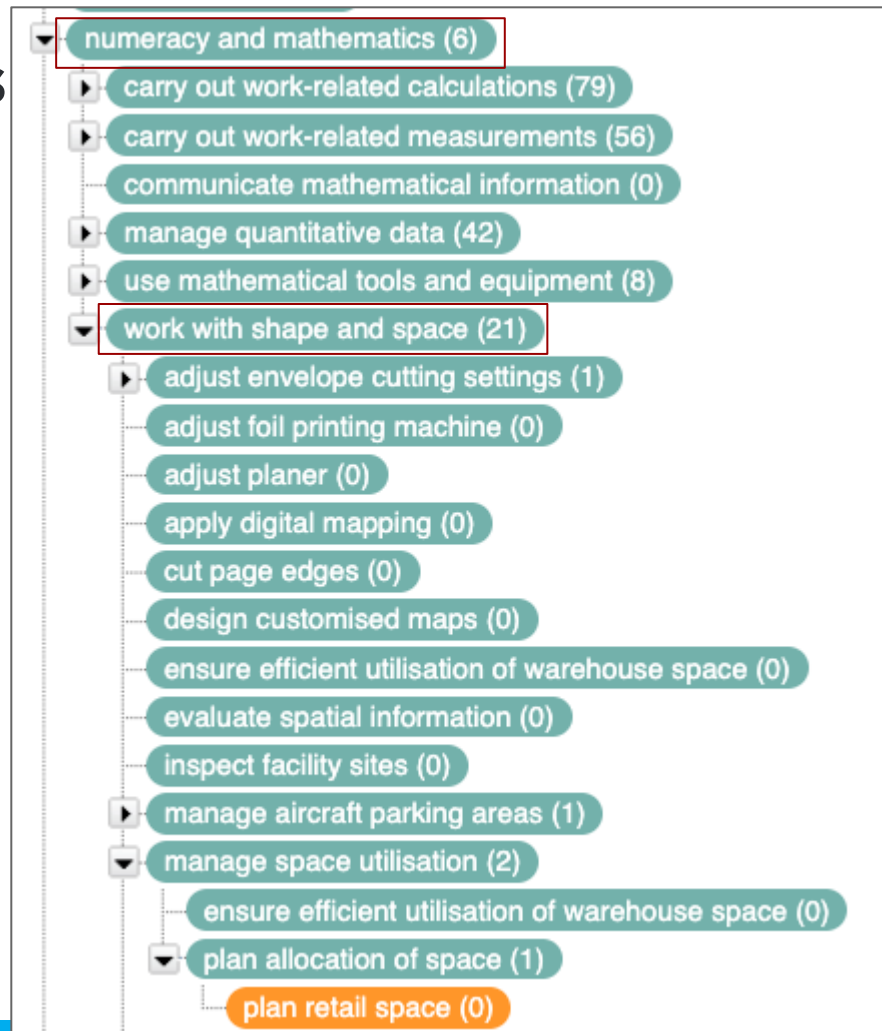 numeracy and mathematics (6)
s
carry out work-related calculations (79)
carry out work-related measurements (56)
communicate mathematical information (0)
manage quantitative data (42)
use mathematical tools and equipment (8)
work with shape and space (21)
adjust envelope cutting settings (1)
adjust foil printing machine (0)
adjust planer (0)
apply digital mapping (0)
cut page edges (0)
design customised maps (0)
ensure efficient utilisation of warehouse space (0)
evaluate spatial information (0)
inspect facility sites (0)
manage aircraft parking areas (1)
manage space utilisation (2)
ensure efficient utilisation of warehouse space (0)
plan allocation of space (1)
plan retail space (0)